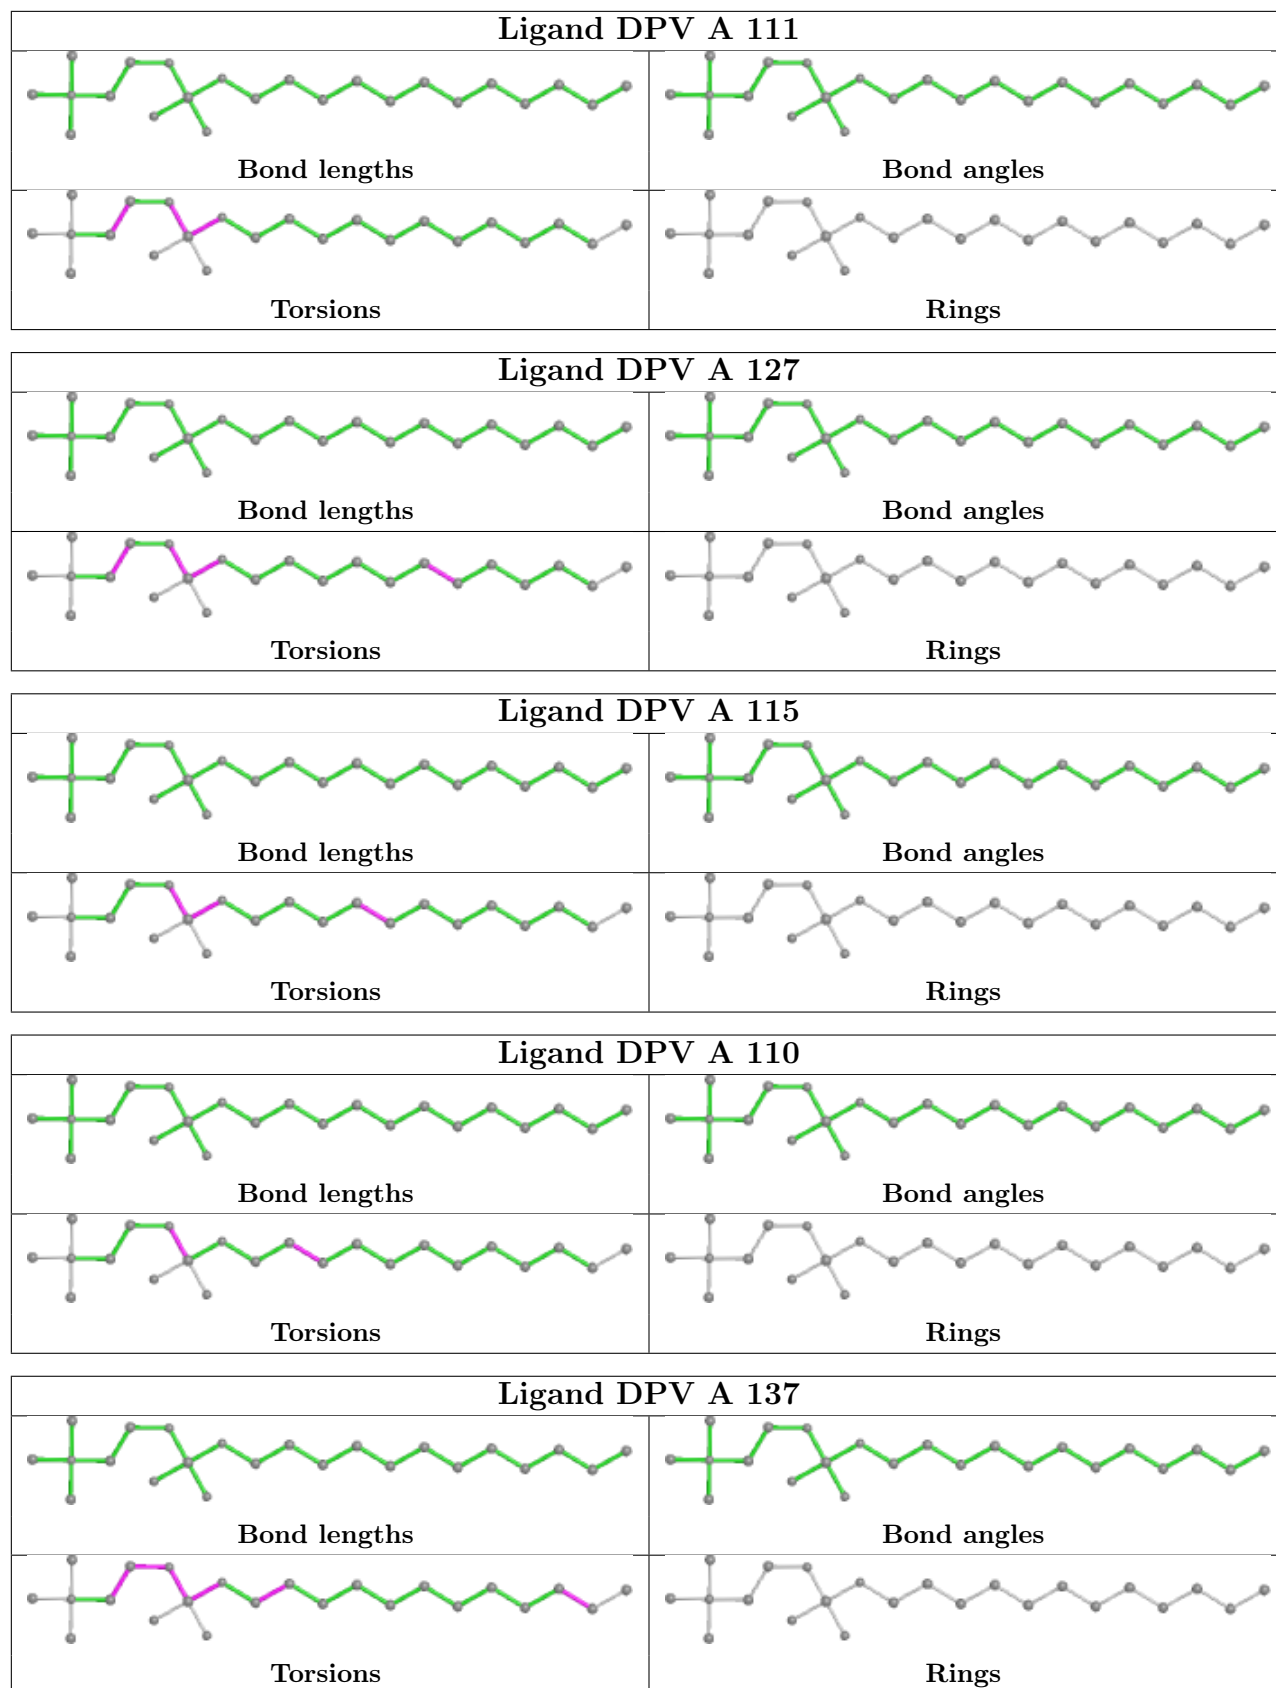 Ligand DPV A 111
Bond lengths
Bond angles
Torsions
Rings
Ligand DPV A 127
Bond lengths
Bond angles
Torsions
Rings
Ligand DPV A 115
Bond lengths
Bond angles
Torsions
Rings
Ligand DPV A 110
Bond lengths
Bond angles
Torsions
Rings
Ligand DPV A 137
Bond lengths
Bond angles
Torsions
Rings